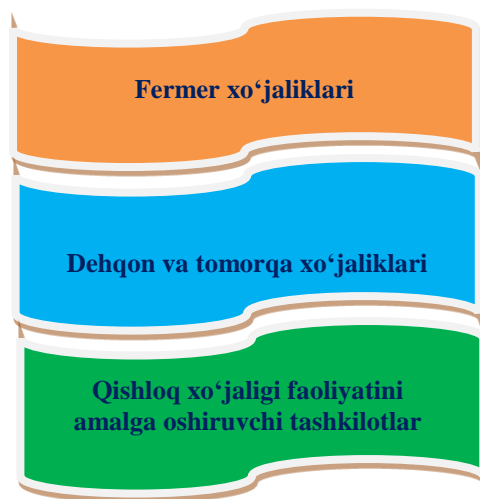 Fermer xo‘jaliklari
Dehqon va tomorqa xo‘jaliklari
Qishloq xo‘jaligi faoliyatini
amalga oshiruvchi tashkilotlar